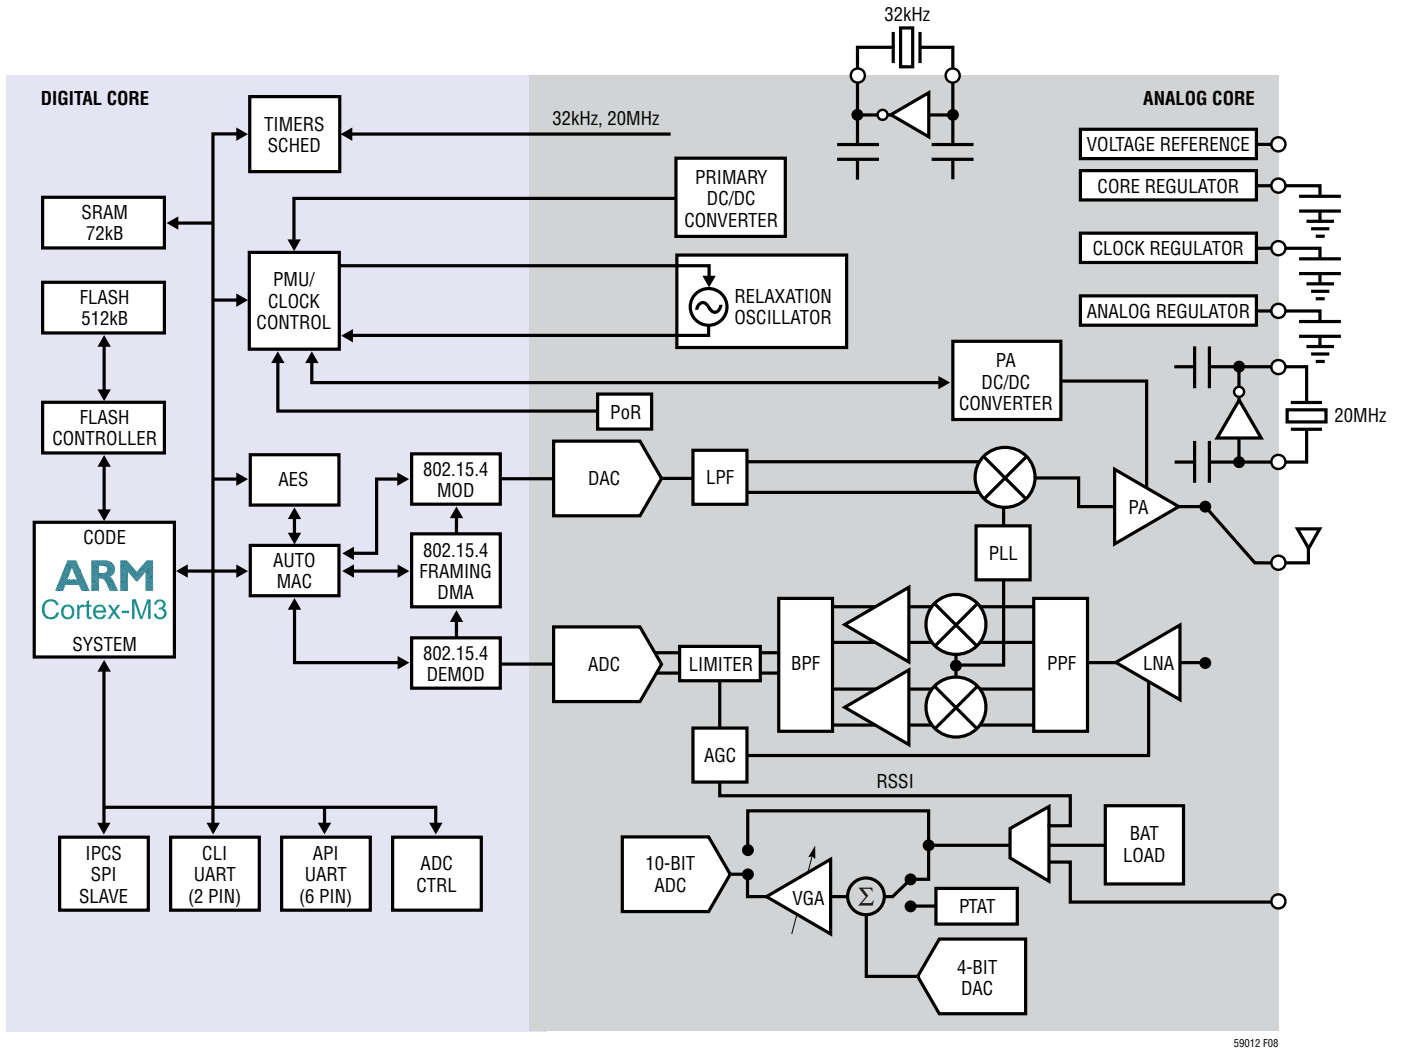 32kHz
DIGITAL CORE
ANALOG CORE
TIMERS
SCHED
32kHz, 20MHz
VOLTAGE REFERENCE
PRIMARY
DC/DC
CONVERTER
CORE REGULATOR
SRAM
72kB
CLOCK REGULATOR
PMU/
CLOCK
CONTROL
RELAXATION
OSCILLATOR
FLASH
512kB
ANALOG REGULATOR
PA
DC/DC
CONVERTER
PoR
20MHz
FLASH
CONTROLLER
AES
802.15.4
MOD
DAC
LPF
PA
CODE
ARM
Cortex-M3
SYSTEM
AUTO
MAC
802.15.4
FRAMING
DMA
PLL
802.15.4
DEMOD
ADC
LIMITER
BPF
PPF
LNA
AGC
RSSI
IPCS
SPI
SLAVE
CLI
UART
(2 PIN)
API
UART
(6 PIN)
ADC
CTRL
10-BIT
ADC
VGA
Σ
PTAT
BAT
LOAD
4-BIT
DAC
59012 F08